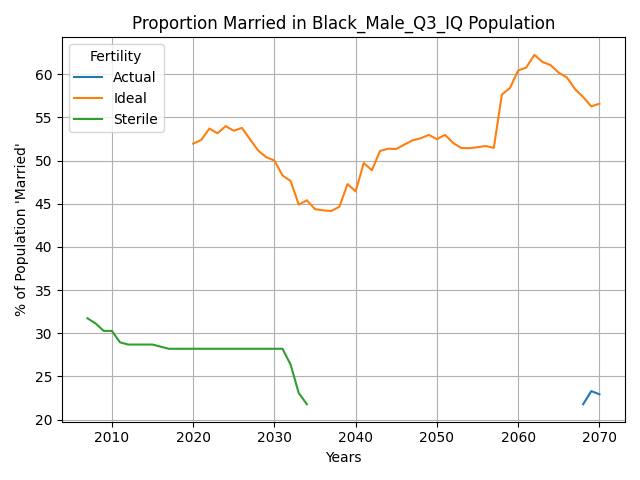 Proportion Married in Black_Male_Q3_IQ Population
Fertility
Actual
Ideal
Sterile
% of Population 'Married'
60
55
50
45
40
35
30
25
20
2010 2020 2030 2040 2050 2060 2070
Years